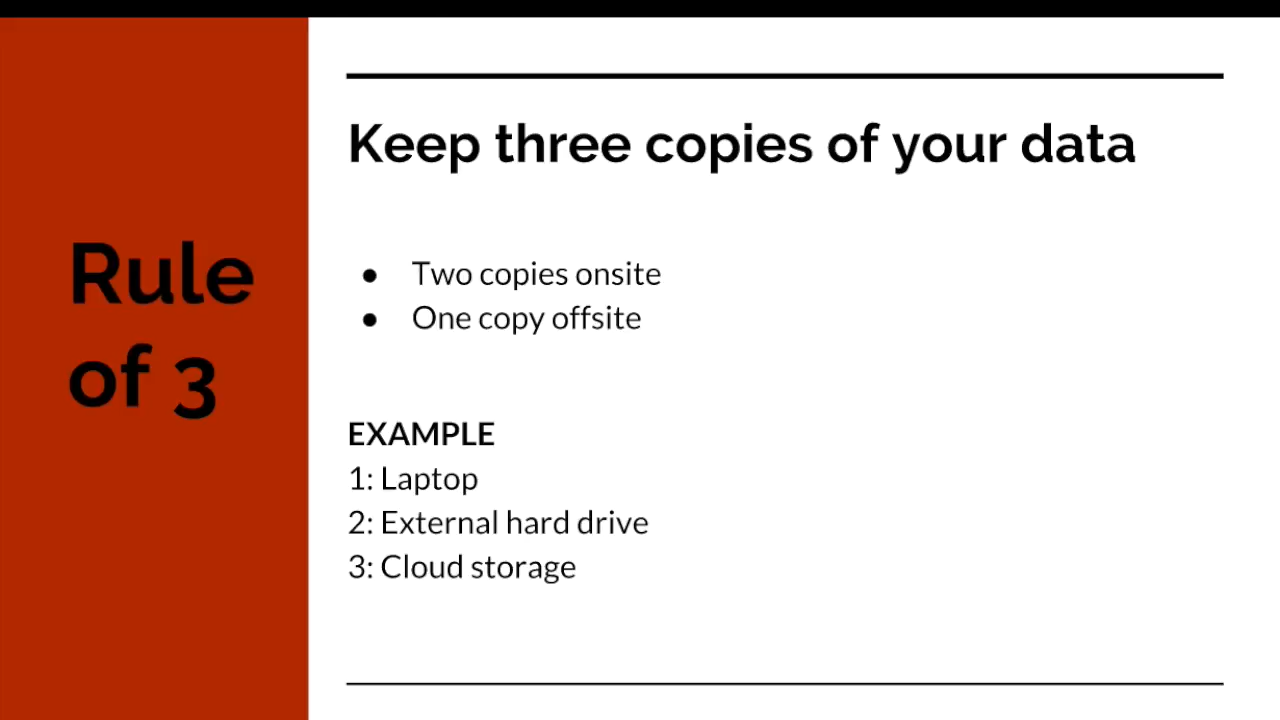 Rule
of 3
Keep three copies of your data
● Two copies onsite
● One copy offsite
EXAMPLE
1: Laptop
2: External hard drive
3: Cloud storage